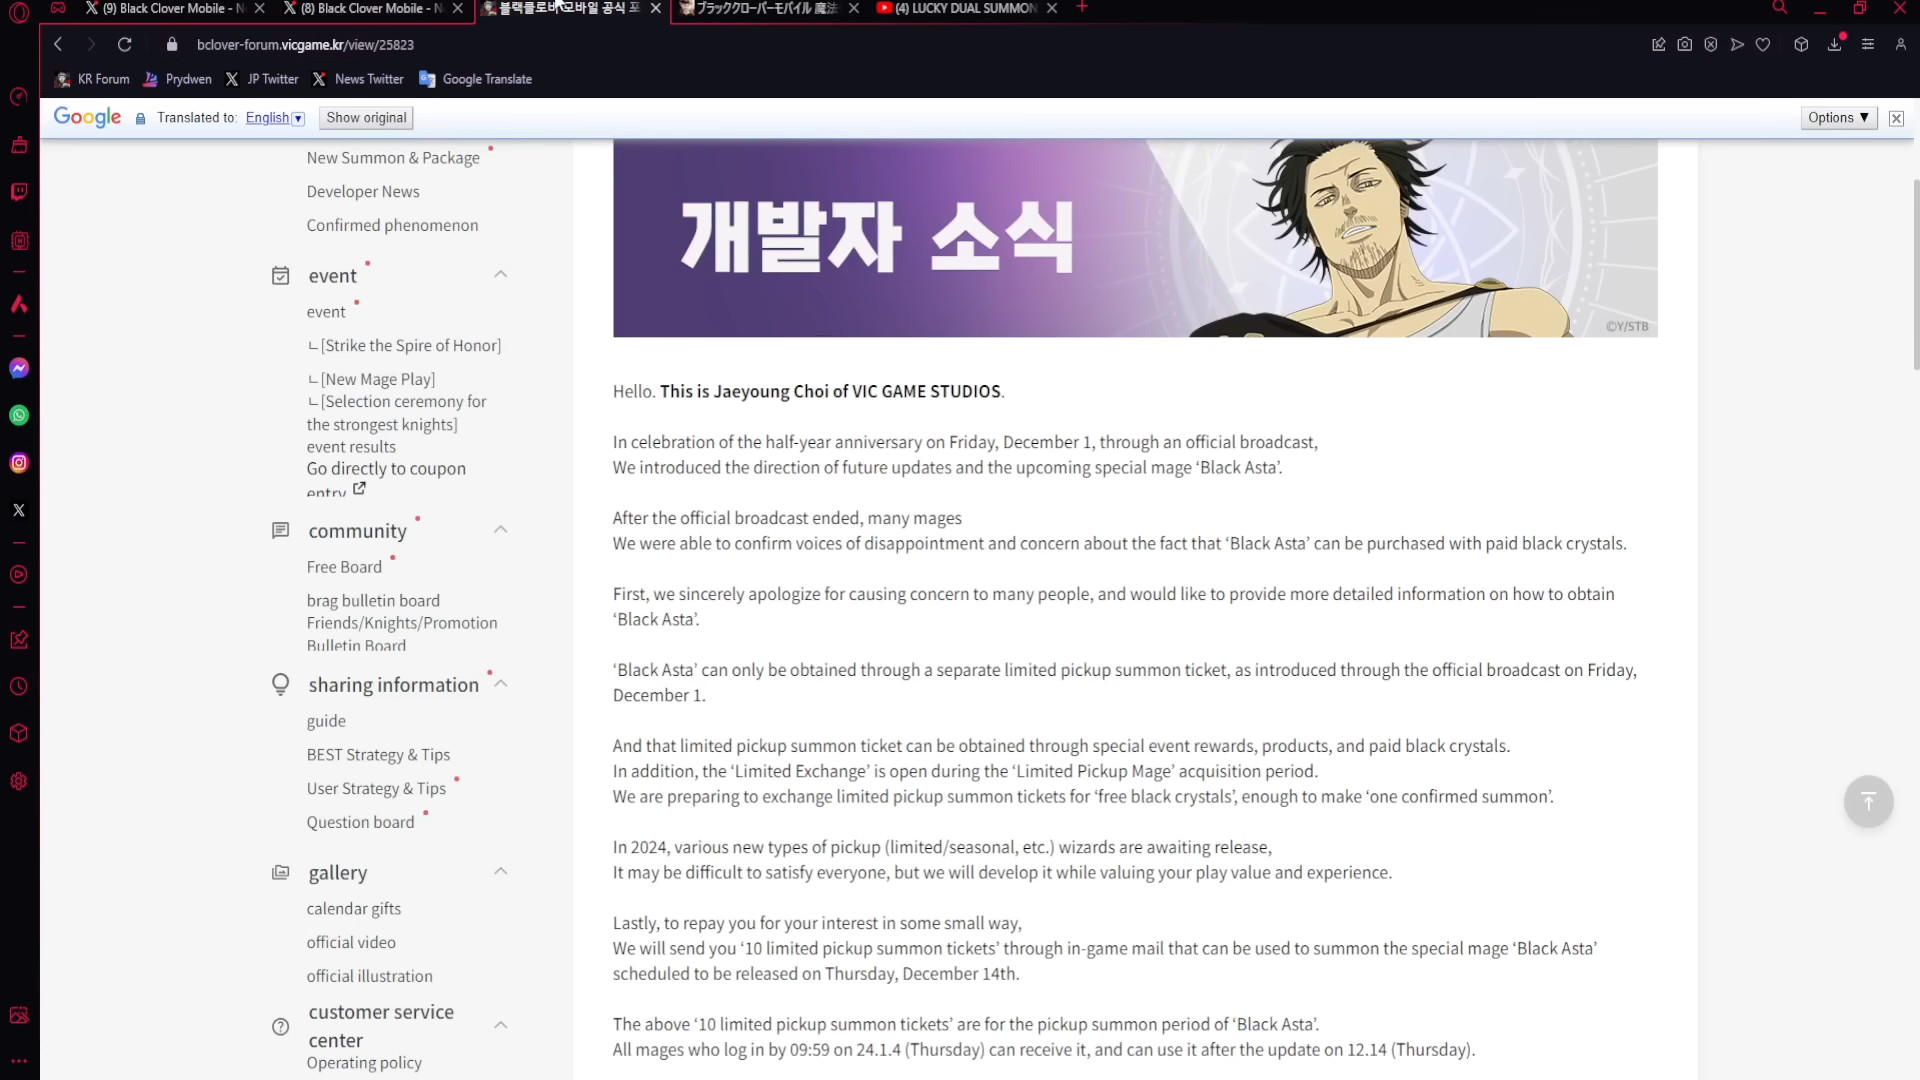 (9) Black Clover Mobile - N
(8) Black Clover Mobile - N
블랙클로버 모바일 공식 포
ブラッククローバーモバイル 魔法
(4) LUCKY DUAL SUMMON
bclover-forum.vicgame.kr/view/25823
KR Forum Prydwen JP Twitter News Twitter Google Translate
Google Translated to: English Show original Options ▼
New Summon & Package
Developer News
Confirmed phenomenon
event
event
ㄴ[Strike the Spire of Honor]
ㄴ[New Mage Play]
ㄴ[Selection ceremony for
the strongest knights]
event results
Go directly to coupon
entry
community
Free Board
brag bulletin board
Friends/Knights/Promotion
Bulletin Board
sharing information
guide
BEST Strategy & Tips
User Strategy & Tips
Question board
gallery
calendar gifts
official video
official illustration
customer service
center
Operating policy
개발자 소식
©Y/STB
Hello. This is Jaeyoung Choi of VIC GAME STUDIOS.
In celebration of the half-year anniversary on Friday, December 1, through an official broadcast,
We introduced the direction of future updates and the upcoming special mage ‘Black Asta’.
After the official broadcast ended, many mages
We were able to confirm voices of disappointment and concern about the fact that ‘Black Asta’ can be purchased with paid black crystals.
First, we sincerely apologize for causing concern to many people, and would like to provide more detailed information on how to obtain
‘Black Asta’.
‘Black Asta’ can only be obtained through a separate limited pickup summon ticket, as introduced through the official broadcast on Friday,
December 1.
And that limited pickup summon ticket can be obtained through special event rewards, products, and paid black crystals.
In addition, the ‘Limited Exchange’ is open during the ‘Limited Pickup Mage’ acquisition period.
We are preparing to exchange limited pickup summon tickets for ‘free black crystals’, enough to make ‘one confirmed summon’.
In 2024, various new types of pickup (limited/seasonal, etc.) wizards are awaiting release,
It may be difficult to satisfy everyone, but we will develop it while valuing your play value and experience.
Lastly, to repay you for your interest in some small way,
We will send you ‘10 limited pickup summon tickets’ through in-game mail that can be used to summon the special mage ‘Black Asta’
scheduled to be released on Thursday, December 14th.
The above ‘10 limited pickup summon tickets’ are for the pickup summon period of ‘Black Asta’.
All mages who log in by 09:59 on 24.1.4 (Thursday) can receive it, and can use it after the update on 12.14 (Thursday).